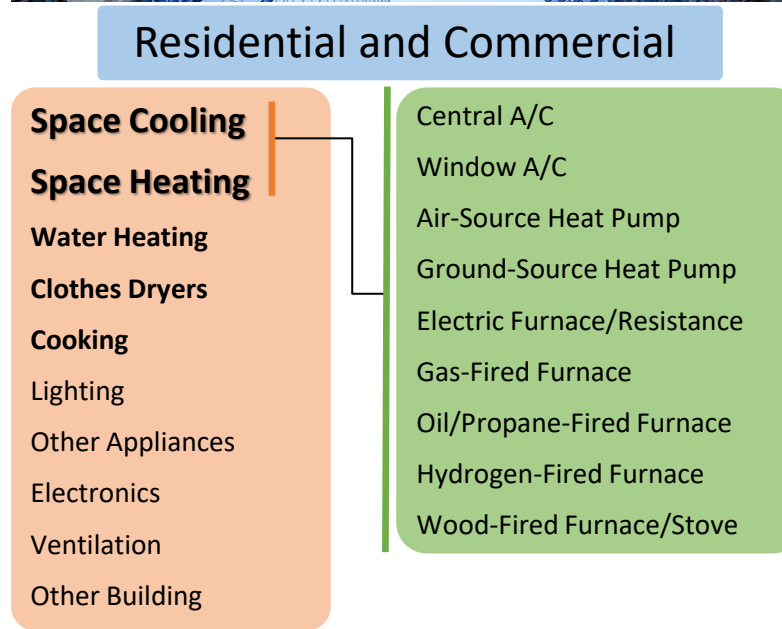 Residential and Commercial
Space Cooling
Space Heating
Water Heating
Clothes Dryers
Cooking
Lighting
Other Appliances
Electronics
Ventilation
Other Building
Central A/C
Window A/C
Air-Source Heat Pump
Ground-Source Heat Pump
Electric Furnace/Resistance
Gas-Fired Furnace
Oil/Propane-Fired Furnace
Hydrogen-Fired Furnace
Wood-Fired Furnace/Stove